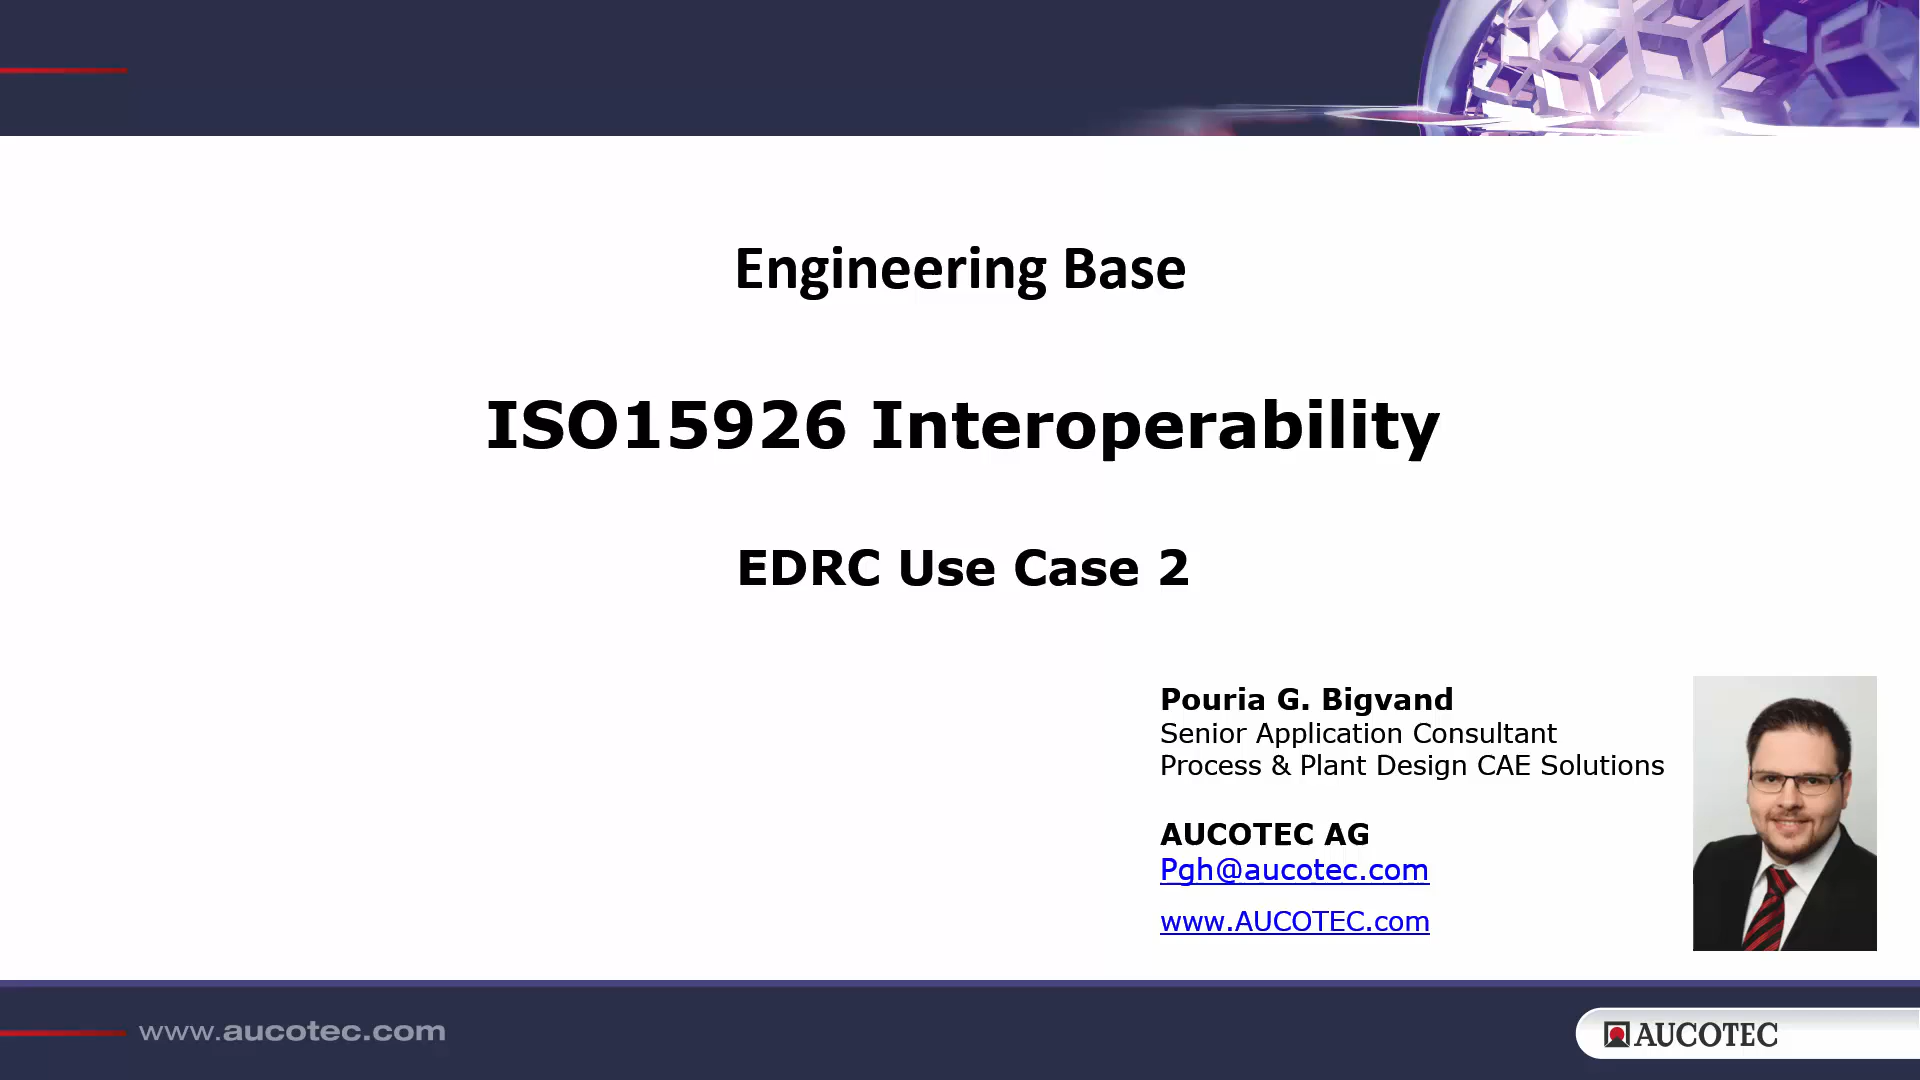 Engineering Base
ISO15926 Interoperability
EDRC Use Case 2
Pouria G. Bigvand
Senior Application Consultant
Process & Plant Design CAE Solutions
AUCOTEC AG
Pgh@aucotec.com
www.AUCOTEC.com
www.aucotec.com
AUCOTEC